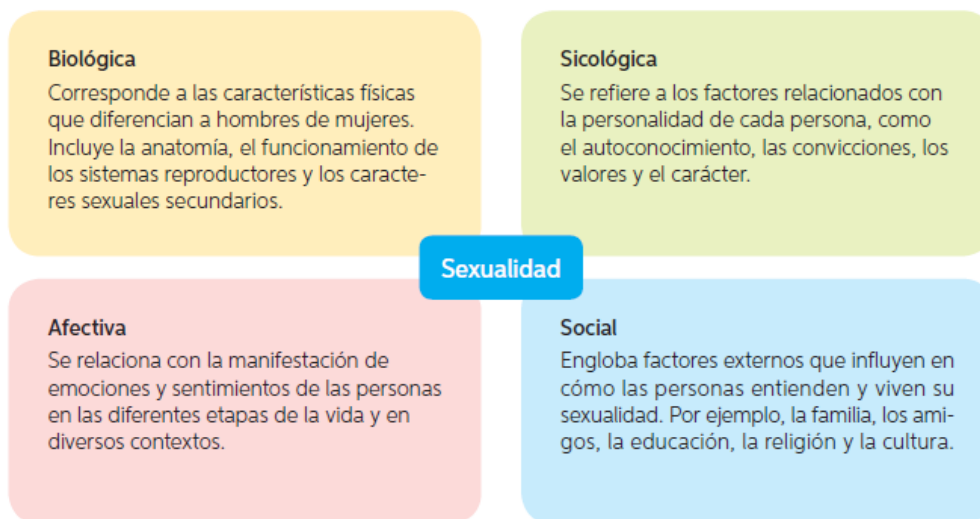 Biológica
Corresponde a las características físicas
que diferencian a hombres de mujeres.
Incluye la anatomía, el funcionamiento de
los sistemas reproductores y los caracte-
res sexuales secundarios.
Sicológica
Se refiere a los factores relacionados con
la personalidad de cada persona, como
el autoconocimiento, las convicciones, los
valores y el carácter.
Sexualidad
Afectiva
Se relaciona con la manifestación de
emociones y sentimientos de las personas
en las diferentes etapas de la vida y en
diversos contextos.
Social
Engloba factores externos que influyen en
cómo las personas entienden y viven su
sexualidad. Por ejemplo, la familia, los ami-
gos, la educación, la religión y la cultura.